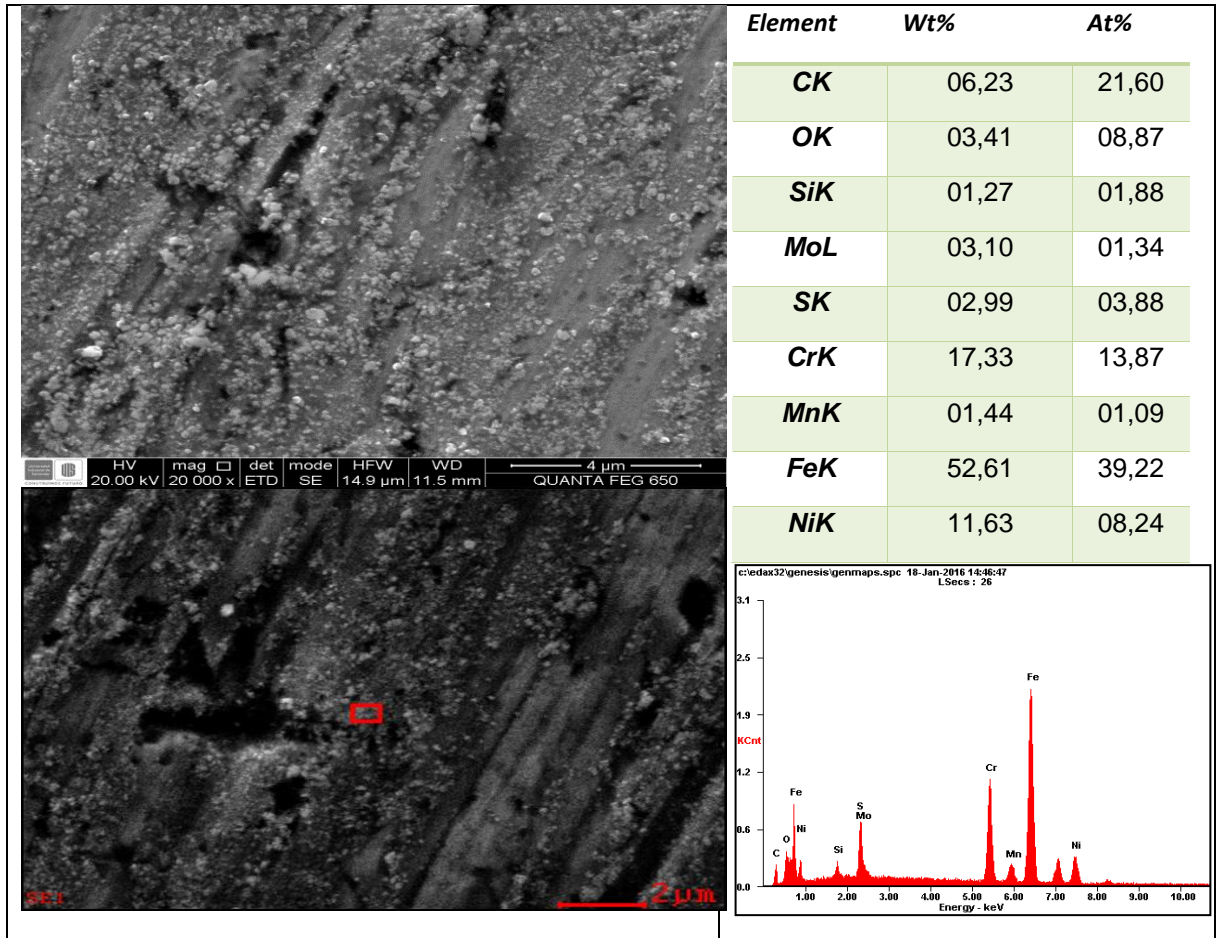 HV mag □ det mode HFW WD 4 µm
20.00 kV 20 000 x ETD SE 14.9 µm 11.5 mm QUANTA FEG 650
CONSTRUIMOS FUTURO
SE1 2µm
Element Wt% At%
CK 06,23 21,60
OK 03,41 08,87
SiK 01,27 01,88
MoL 03,10 01,34
SK 02,99 03,88
CrK 17,33 13,87
MnK 01,44 01,09
FeK 52,61 39,22
NiK 11,63 08,24
c:\edax32\genesis\genmaps.spc 18-Jan-2016 14:46:47
LSecs : 26
3.1
2.5
1.9
KCnt
1.2
0.6
0.0
C
O
Fe
Ni
Si
S
Mo
Cr
Mn
Fe
Ni
1.00 2.00 3.00 4.00 5.00 6.00 7.00 8.00 9.00 10.00
Energy - keV